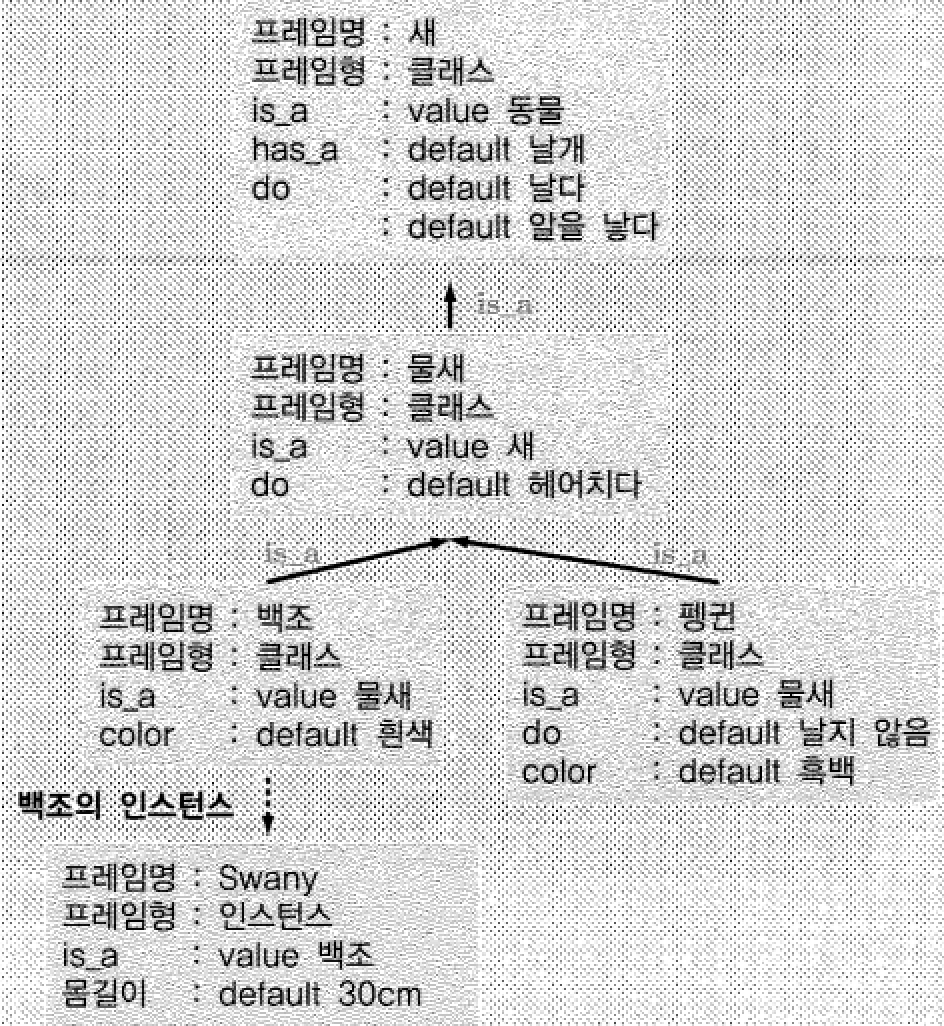 프레임명 : 새
프레임형 : 클래스
is_a : value 동물
has_a : default 날개
do : default 날다
: default 알을 낳다
is_a
프레임명 : 물새
프레임형 : 클래스
is_a : value 새
do : default 헤어치다
is_a
is_a
프레임명 : 백조
프레임형 : 클래스
is_a : value 물새
color : default 흰색
프레임명 : 펭귄
프레임형 : 클래스
is_a : value 물새
do : default 날지 않음
color : default 흑백
백조의 인스턴스
프레임명 : Swany
프레임형 : 인스턴스
is_a : value 백조
몸길이 : default 30cm